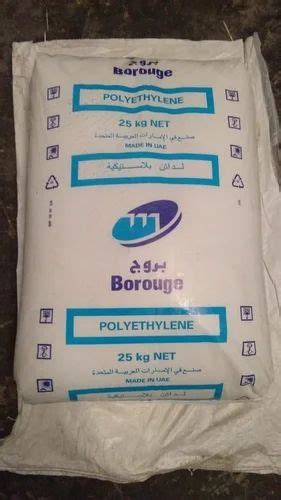 بروج
Borouge
POLYETHYLENE
25 kg NET
صنع في الإمارات العربية المتحدة
MADE IN UAE
لدائن بلاستيكية
بروج
Borouge
POLYETHYLENE
25 kg NET
صنع في الإمارات العربية المتحدة
MADE IN UAE